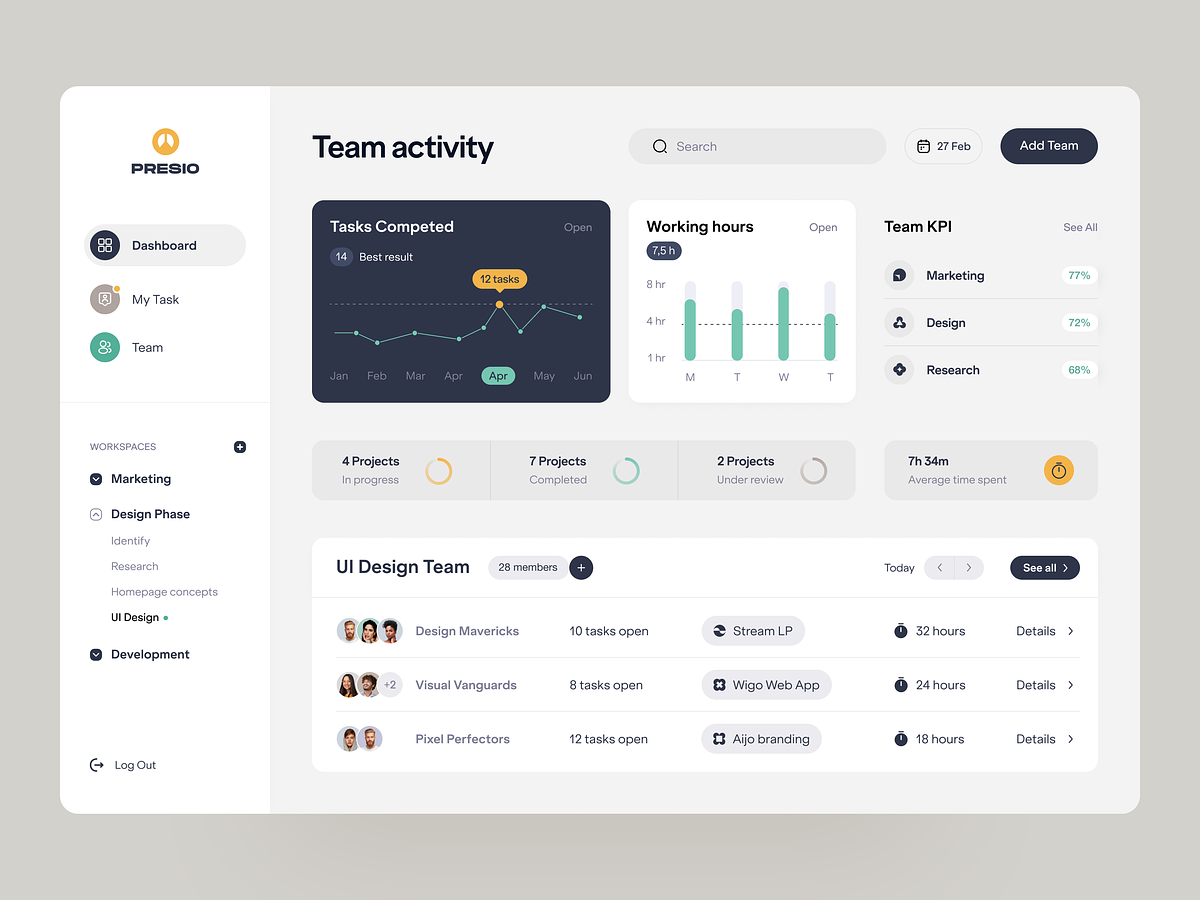 PRESIO
Dashboard
My Task
Team
WORKSPACES
Marketing
Design Phase
Identify
Research
Homepage concepts
UI Design
Development
Log Out
Team activity
Search
27 Feb
Add Team
Tasks Competed
Open
14 Best result
12 tasks
Jan Feb Mar Apr Apr May Jun
Working hours
Open
7,5 h
8 hr
4 hr
1 hr
M T W T
Team KPI
See All
Marketing 77%
Design 72%
Research 68%
4 Projects
In progress
7 Projects
Completed
2 Projects
Under review
7h 34m
Average time spent
UI Design Team
28 members
Today
See all
Design Mavericks 10 tasks open Stream LP 32 hours Details
+2 Visual Vanguards 8 tasks open Wigo Web App 24 hours Details
Pixel Perfectors 12 tasks open Aijo branding 18 hours Details